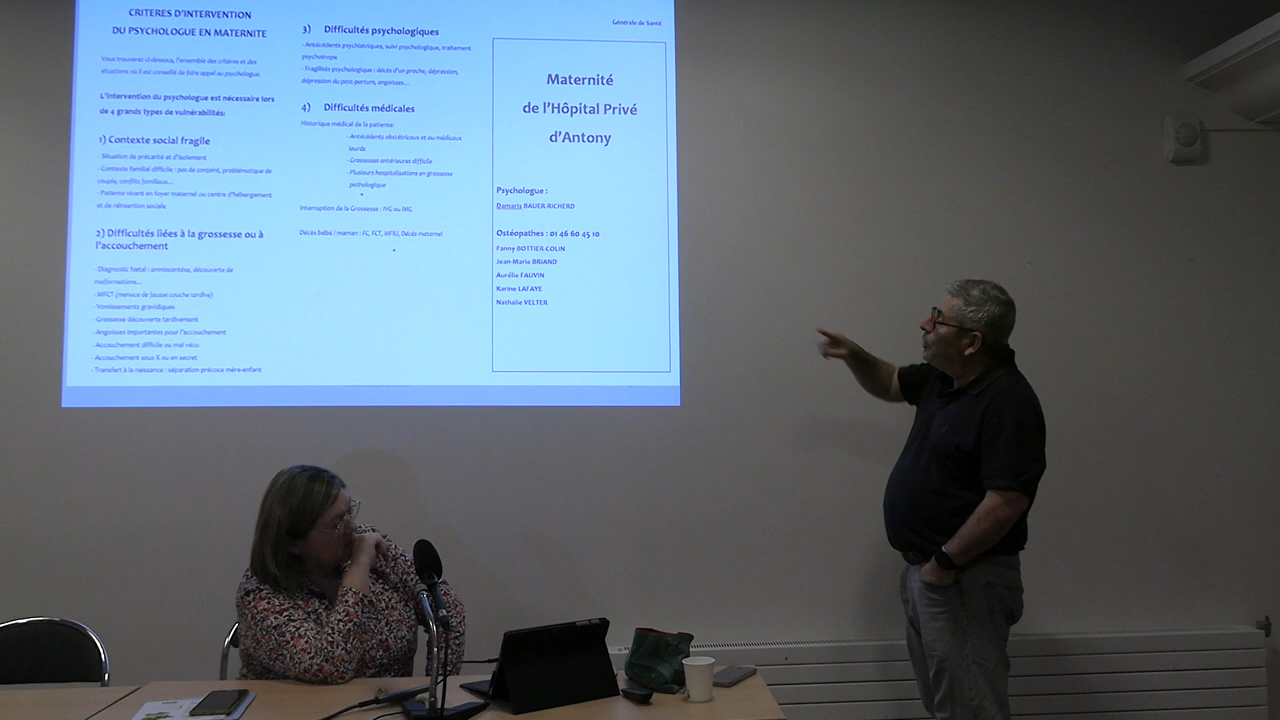 CRITERES D'INTERVENTION
DU PSYCHOLOGUE EN MATERNITE
Vous trouverez ci-dessous, l'ensemble des critères et des
situations où il est conseillé de faire appel au psychologue.
L'intervention du psychologue est nécessaire lors
de 4 grands types de vulnérabilités:
1) Contexte social fragile
- Situation de précarité et d'isolement
- Contexte familial difficile : pas de conjoint, problématique de
couple, conflits familiaux...
- Patiente vivant en foyer maternel ou centre d'hébergement
et de réinsertion sociale
2) Difficultés liées à la grossesse ou à
l'accouchement
- Diagnostic fœtal : amniocentèse, découverte de
malformations...
- MFCT (menace de fausse couche tardive)
- Vomissements gravidiques
- Grossesse découverte tardivement
- Angoisses importantes pour l'accouchement
- Accouchement difficile ou mal vécu
- Accouchement sous X ou en secret
- Transfert à la naissance : séparation précoce mère-enfant
3) Difficultés psychologiques
- Antécédents psychiatriques, suivi psychologique, traitement
psychotrope
- Fragilités psychologique : décès d'un proche, dépression,
dépression du post-partum, angoisses...
4) Difficultés médicales
Historique médical de la patiente:
- Antécédents obstétricaux et ou médicaux
lourds
- Grossesses antérieures difficile
- Plusieurs hospitalisations en grossesse
pathologique
Interruption de la Grossesse : IVG ou IMG
Décès bébé / maman : FC, FCT, MFIU, Décès maternel
Générale de Santé
Maternité
de l'Hôpital Privé
d'Antony
Psychologue :
Damaris BAUER-RICHERD
Ostéopathes : 01 46 60 45 10
Fanny BOTTIER-COLIN
Jean-Marie BRIAND
Aurélie FAUVIN
Karine LAFAYE
Nathalie VELTER